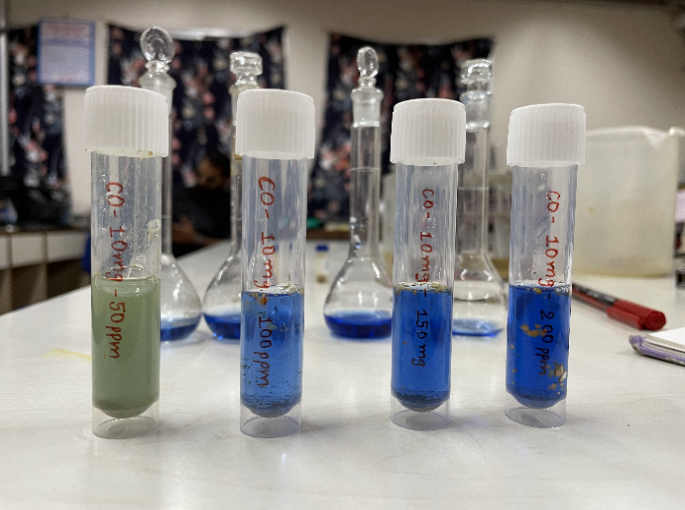 CO- 10mg -50ppm
CO- 10mg- 100ppm
CO- 10mg- 150mg
CO- 10mg- 200ppm